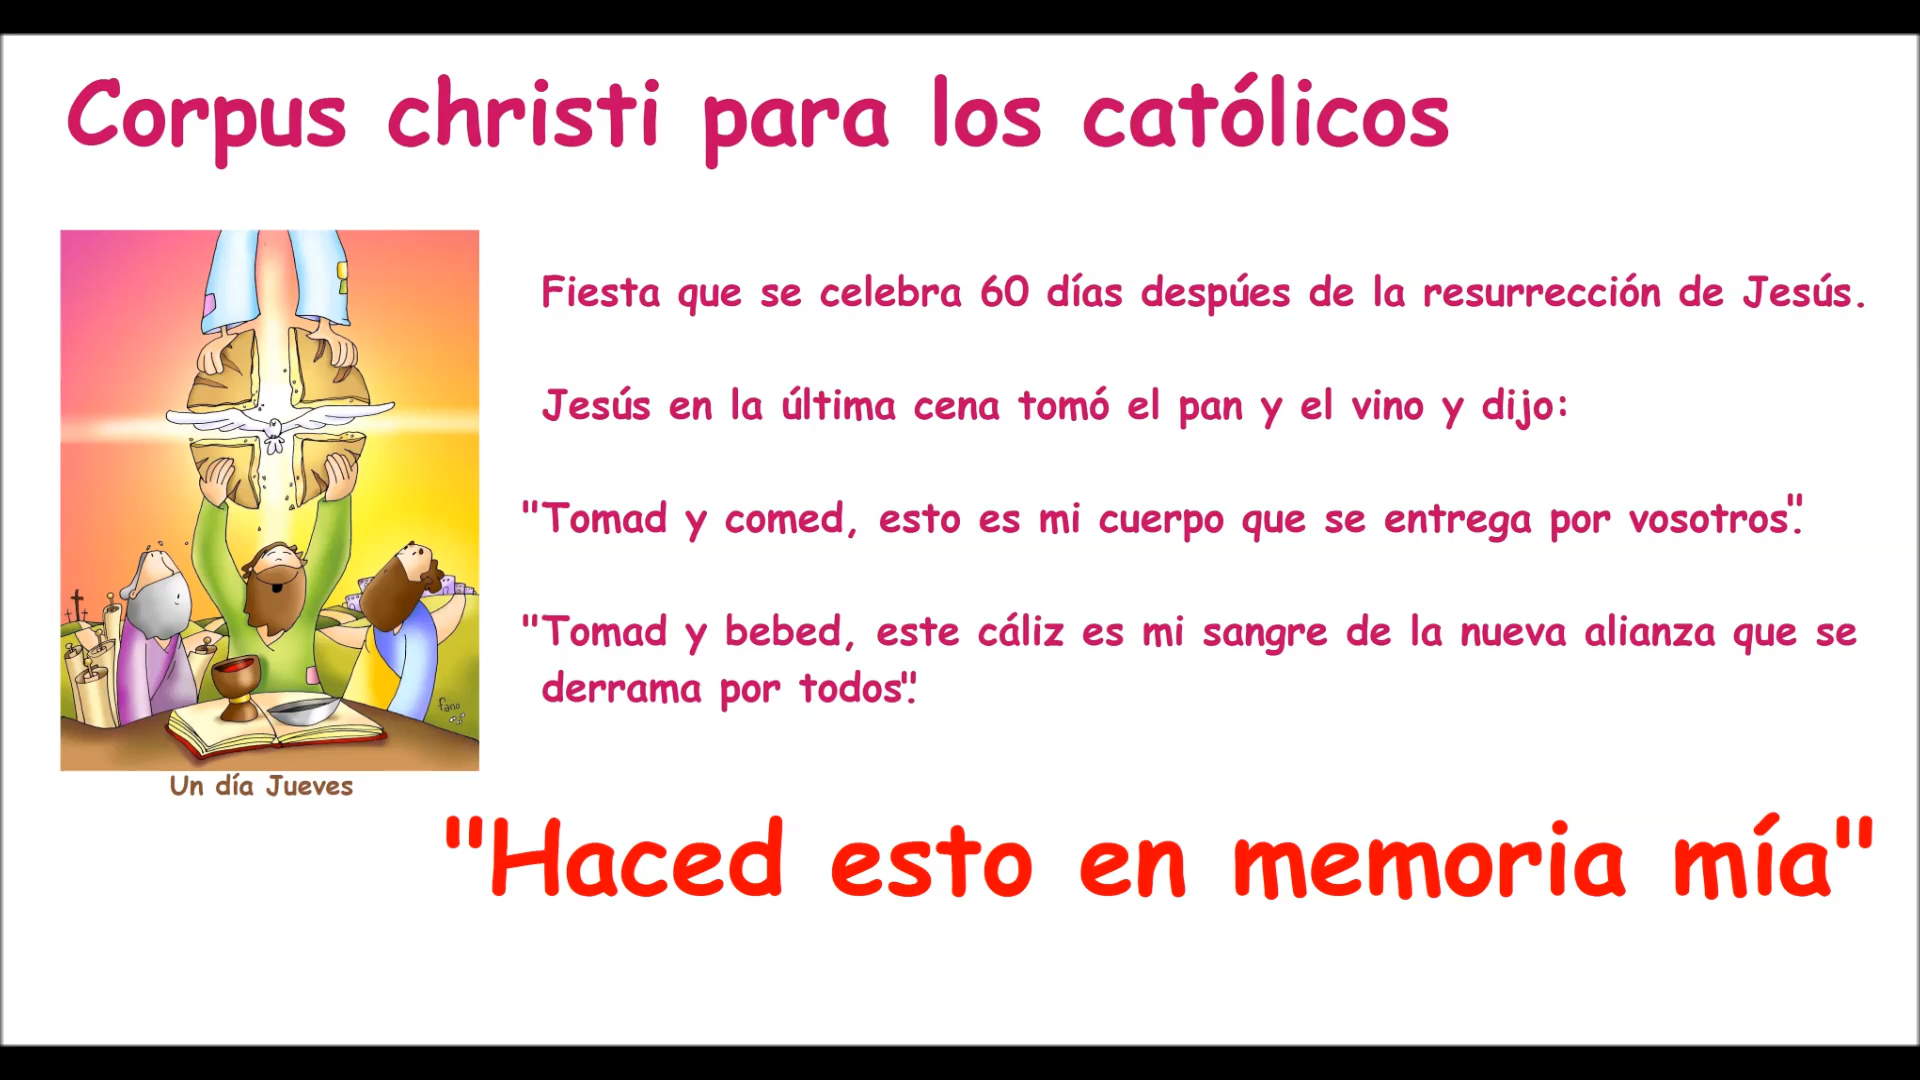 Corpus christi para los católicos
Fiesta que se celebra 60 días despúes de la resurrección de Jesús.
Jesús en la última cena tomó el pan y el vino y dijo:
"Tomad y comed, esto es mi cuerpo que se entrega por vosotros".
"Tomad y bebed, este cáliz es mi sangre de la nueva alianza que se
derrama por todos".
fano
Un día Jueves
"Haced esto en memoria mía"